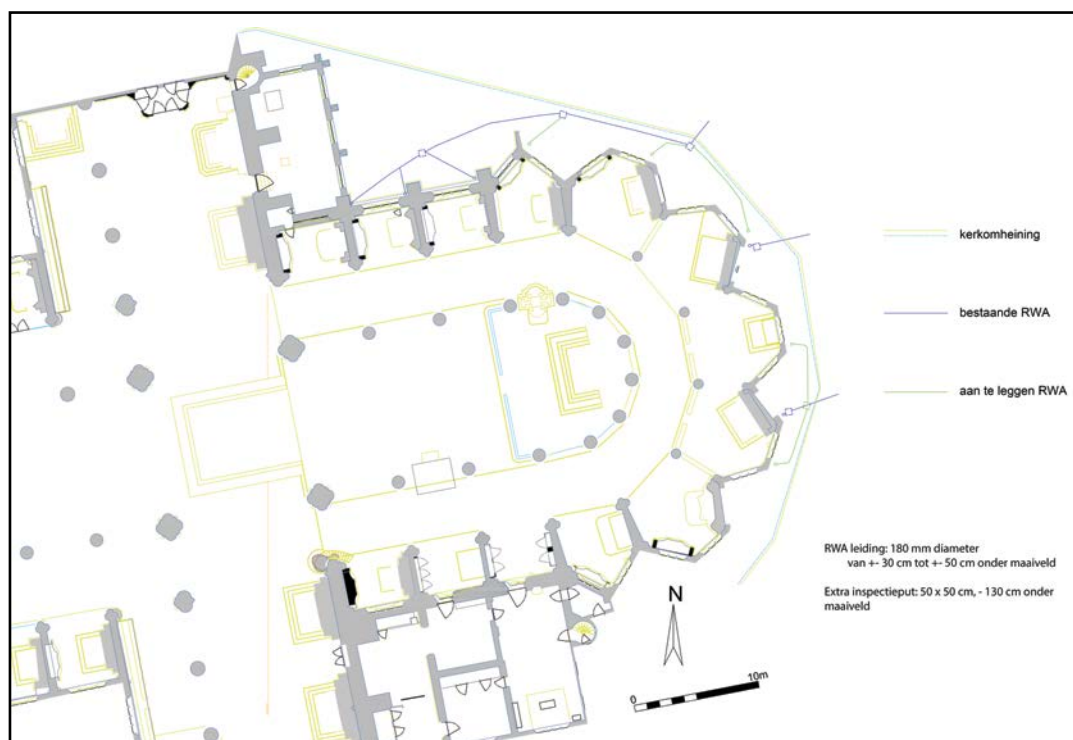 kerkomheining
bestaande RWA
aan te leggen RWA
RWA leiding: 180 mm diameter
van +- 30 cm tot +- 50 cm onder maaiveld
Extra inspectieput: 50 x 50 cm, - 130 cm onder
maaiveld
N
0 10m